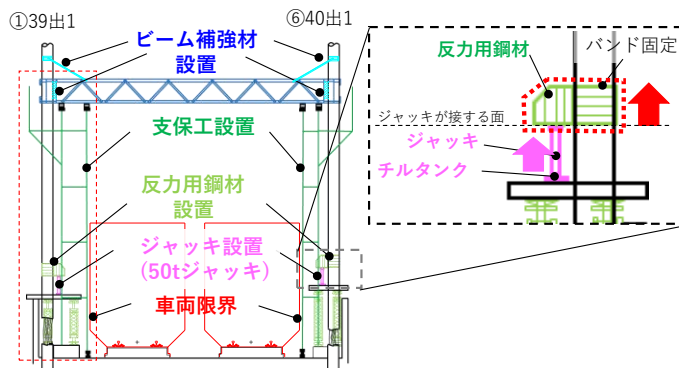 ①39出1
⑥40出1
ビーム補強材
設置
支保工設置
反力用鋼材
設置
ジャッキ設置
(50tジャッキ)
車両限界
反力用鋼材
バンド固定
ジャッキが接する面
ジャッキ
チルタンク